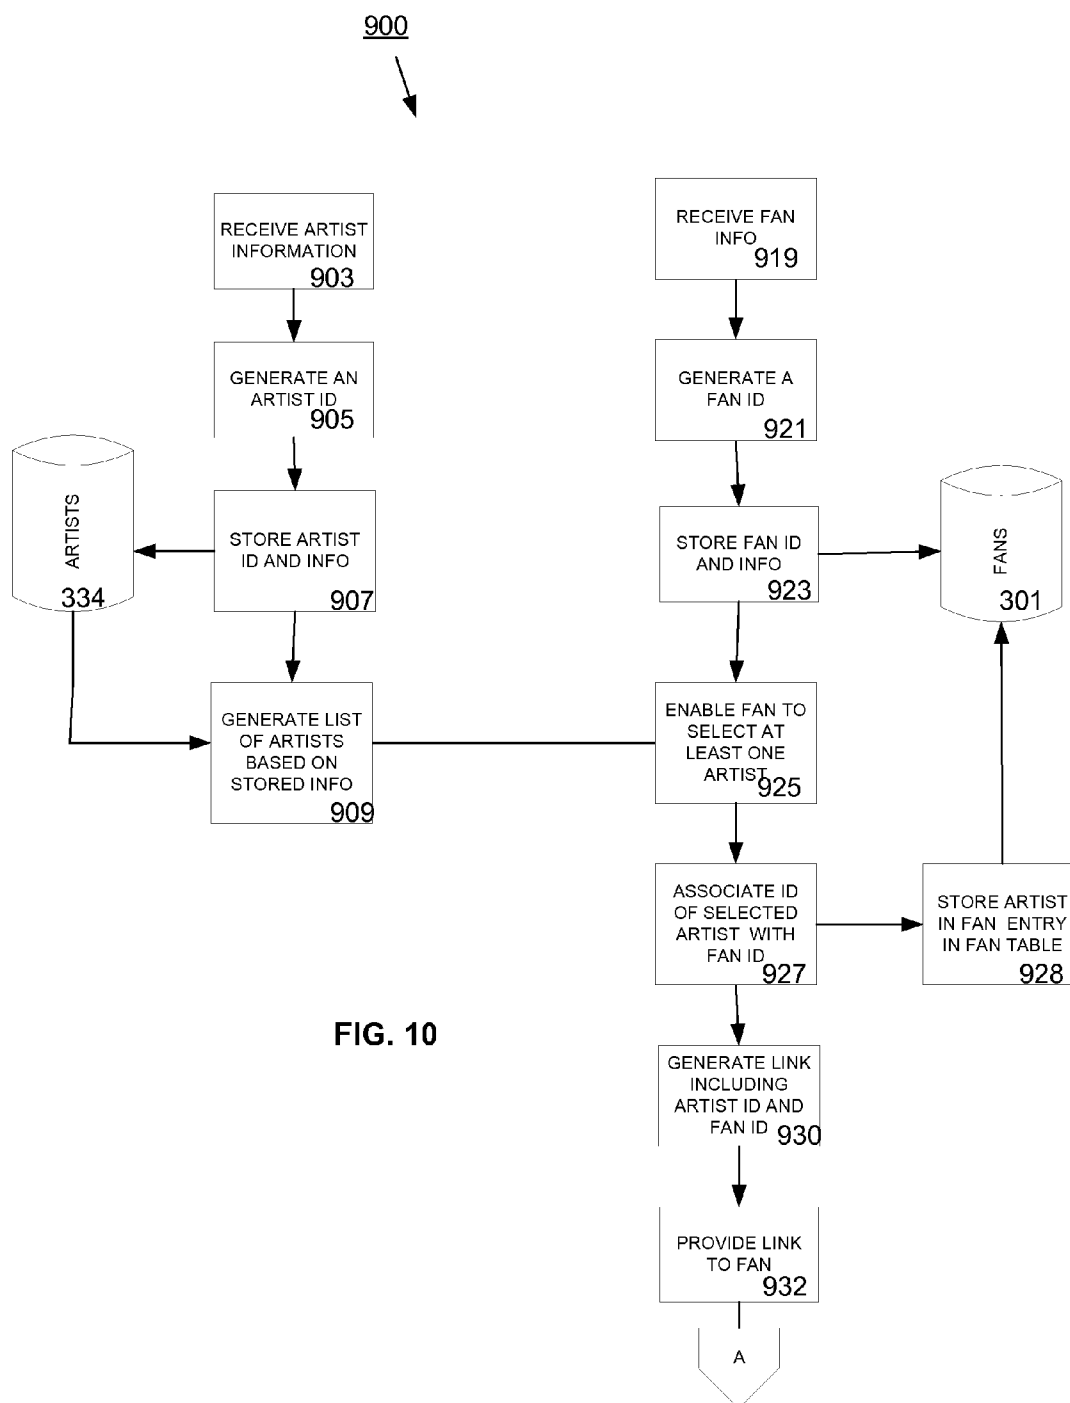 900
RECEIVE ARTIST
INFORMATION
903
GENERATE AN
ARTIST ID
905
ARTISTS
334
STORE ARTIST
ID AND INFO
907
GENERATE LIST
OF ARTISTS
BASED ON
STORED INFO
909
RECEIVE FAN
INFO
919
GENERATE A
FAN ID
921
STORE FAN ID
AND INFO
923
FANS
301
ENABLE FAN TO
SELECT AT
LEAST ONE
ARTIST
925
ASSOCIATE ID
OF SELECTED
ARTIST WITH
FAN ID
927
STORE ARTIST
IN FAN ENTRY
IN FAN TABLE
928
FIG. 10
GENERATE LINK
INCLUDING
ARTIST ID AND
FAN ID
930
PROVIDE LINK
TO FAN
932
A